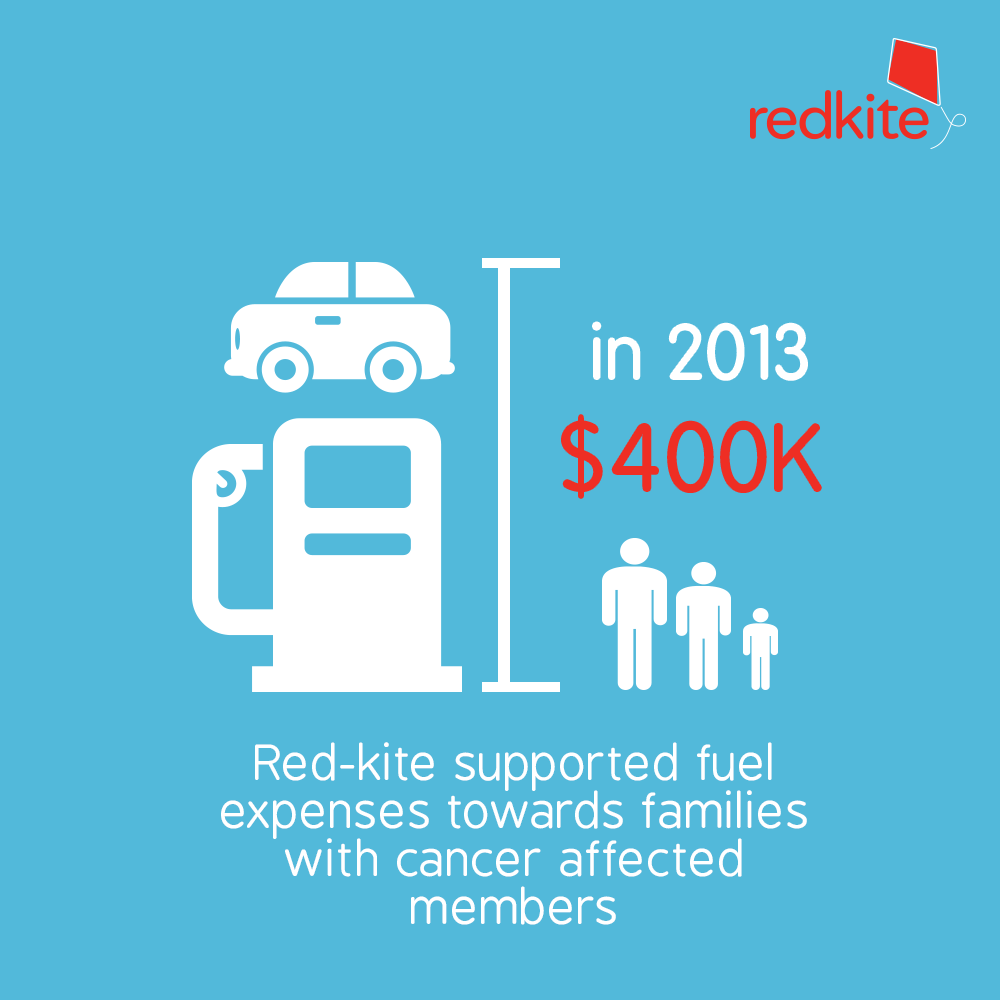 redkite
in 2013
$400K
Red-kite supported fuel
expenses towards families
with cancer affected
members